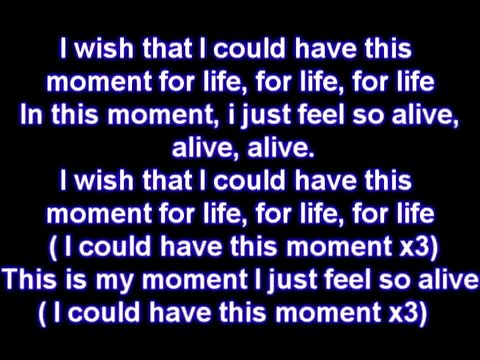 I wish that I could have this
moment for life, for life, for life
In this moment, i just feel so alive,
alive, alive.
I wish that I could have this
moment for life, for life, for life
( I could have this moment x3)
This is my moment I just feel so alive
( I could have this moment x3)